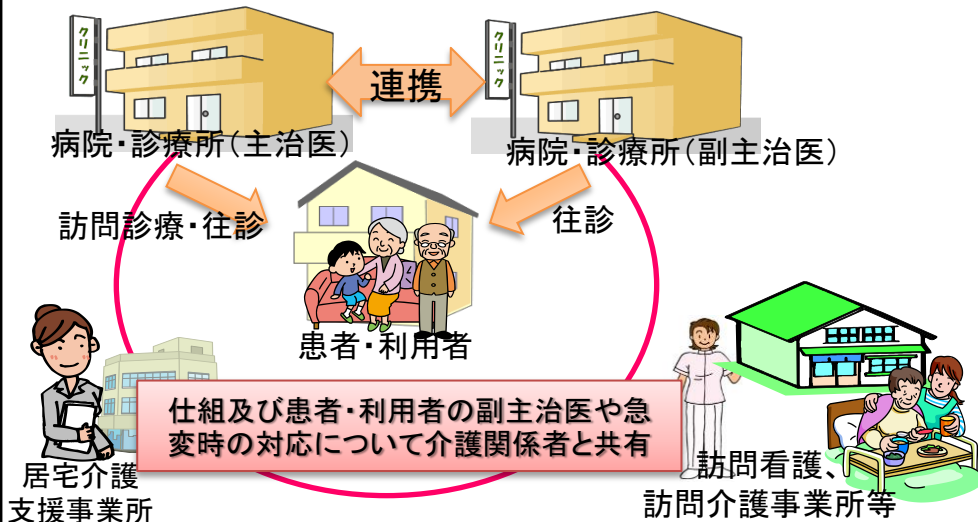 クリニック
クリニック
連携
病院・診療所(主治医)
病院・診療所(副主治医)
訪問診療・往診
往診
患者・利用者
仕組及び患者・利用者の副主治医や急
変時の対応について介護関係者と共有
居宅介護
支援事業所
訪問看護、
訪問介護事業所等